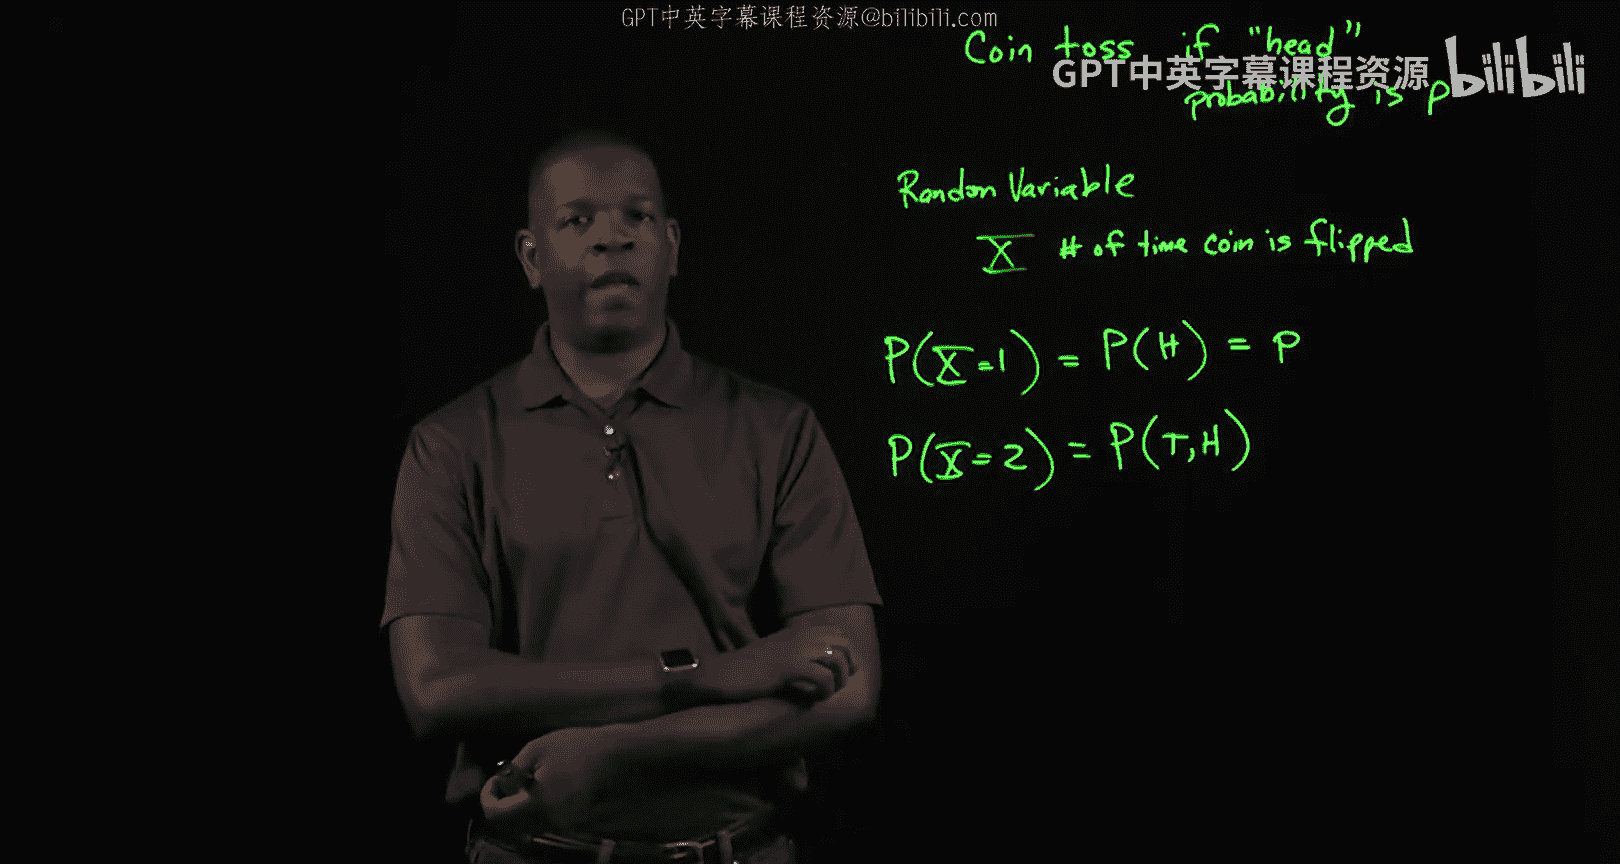 GPT中英字幕课程资源@bilibili.com
Coin toss if "head"
GPT中英字幕课程资源 bilibili
probability is p
Random Variable
X # of time coin is flipped
P(X=1) = P(H) = p
P(X=2) = P(T,H)